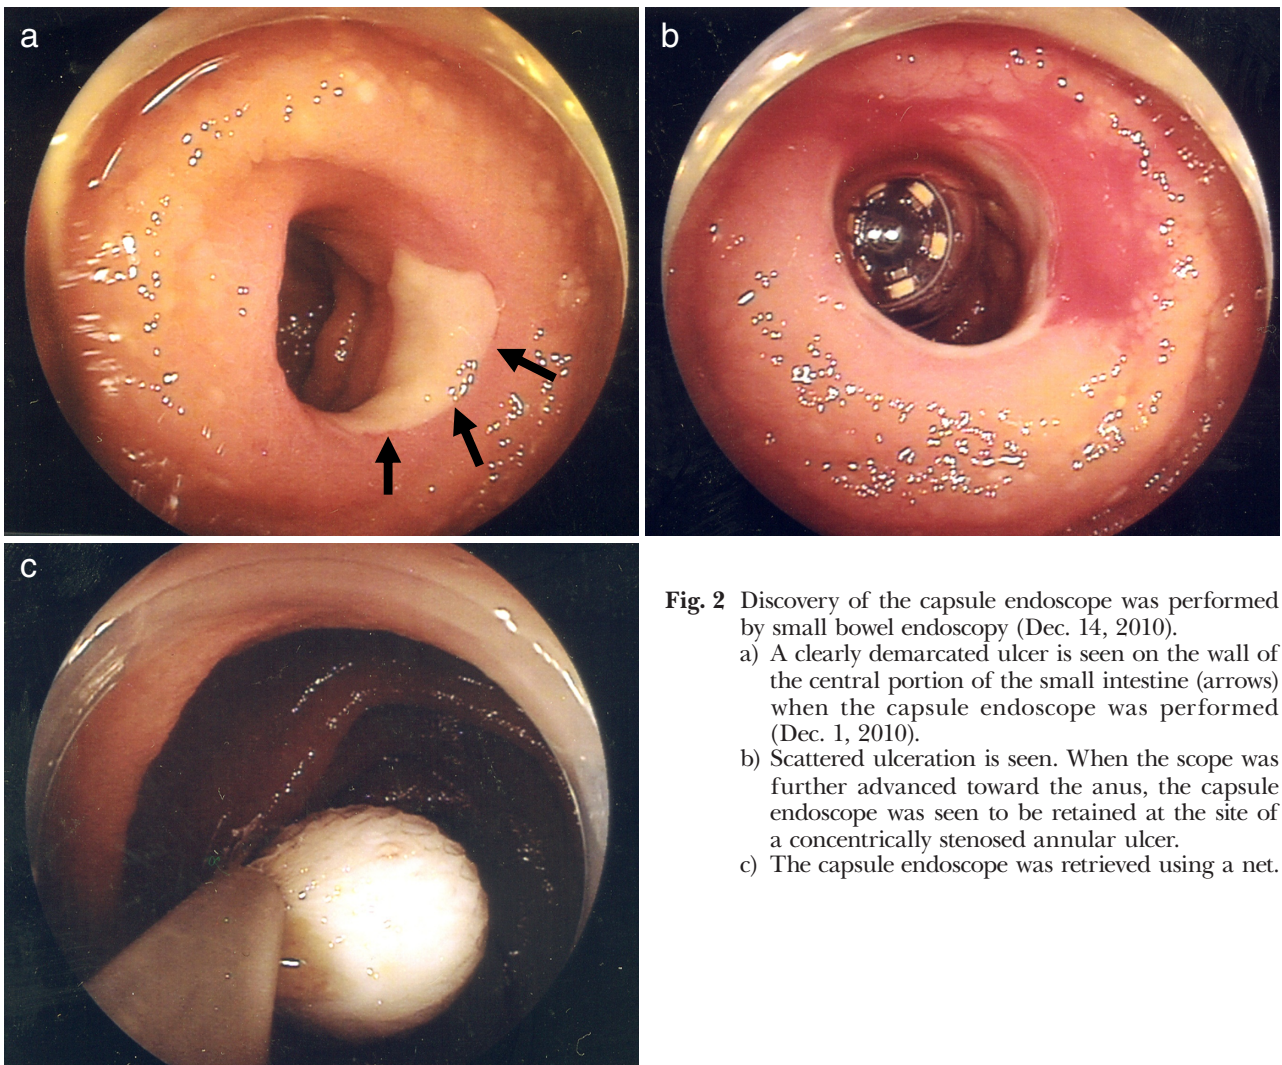 a
b
c
Fig. 2 Discovery of the capsule endoscope was performed
by small bowel endoscopy (Dec. 14, 2010).
a) A clearly demarcated ulcer is seen on the wall of
the central portion of the small intestine (arrows)
when the capsule endoscope was performed
(Dec. 1, 2010).
b) Scattered ulceration is seen. When the scope was
further advanced toward the anus, the capsule
endoscope was seen to be retained at the site of
a concentrically stenosed annular ulcer.
c) The capsule endoscope was retrieved using a net.